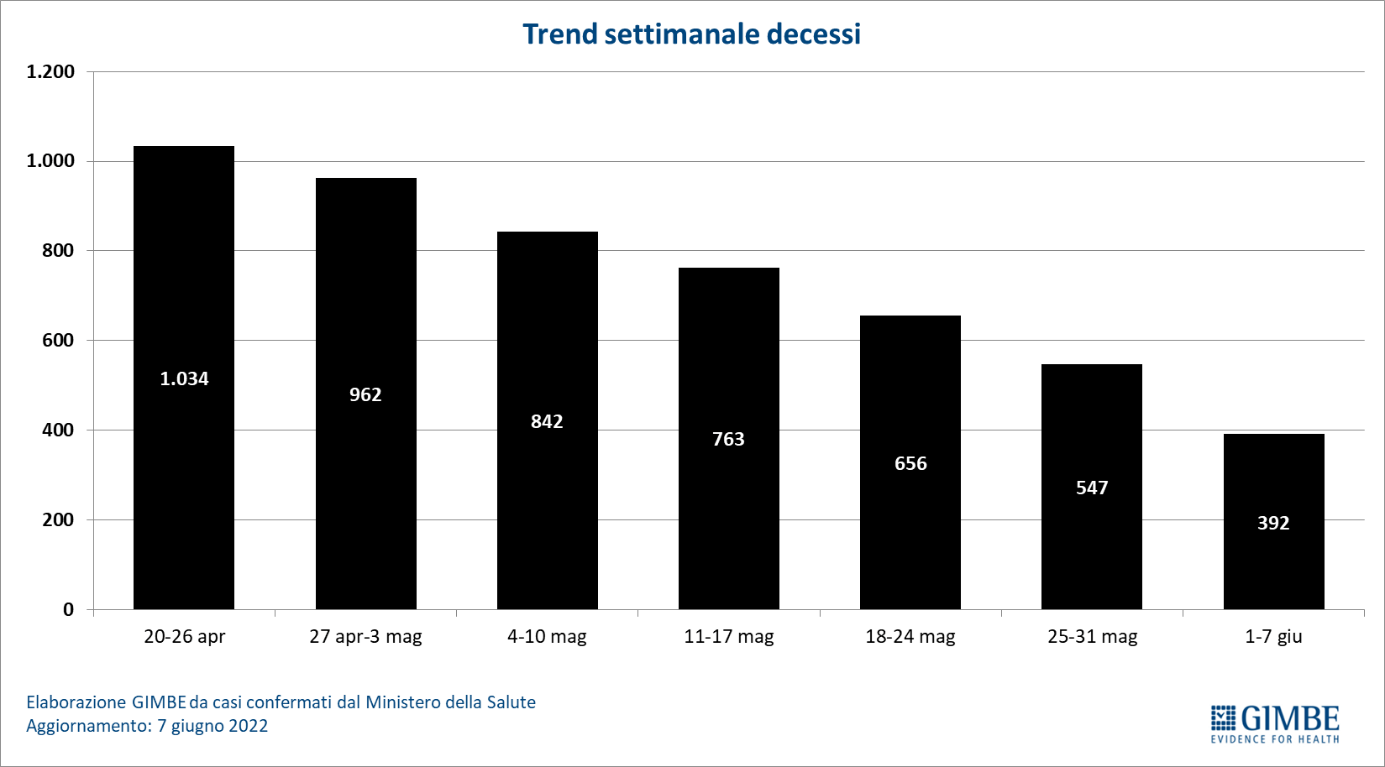 Trend settimanale decessi
1.200
1.000
800
600
400
200
0
1.034
962
842
763
656
547
392
20-26 apr
27 apr-3 mag
4-10 mag
11-17 mag
18-24 mag
25-31 mag
1-7 giu
Elaborazione GIMBE da casi confermati dal Ministero della Salute
Aggiornamento: 7 giugno 2022
GIMBE
EVIDENCE FOR HEALTH